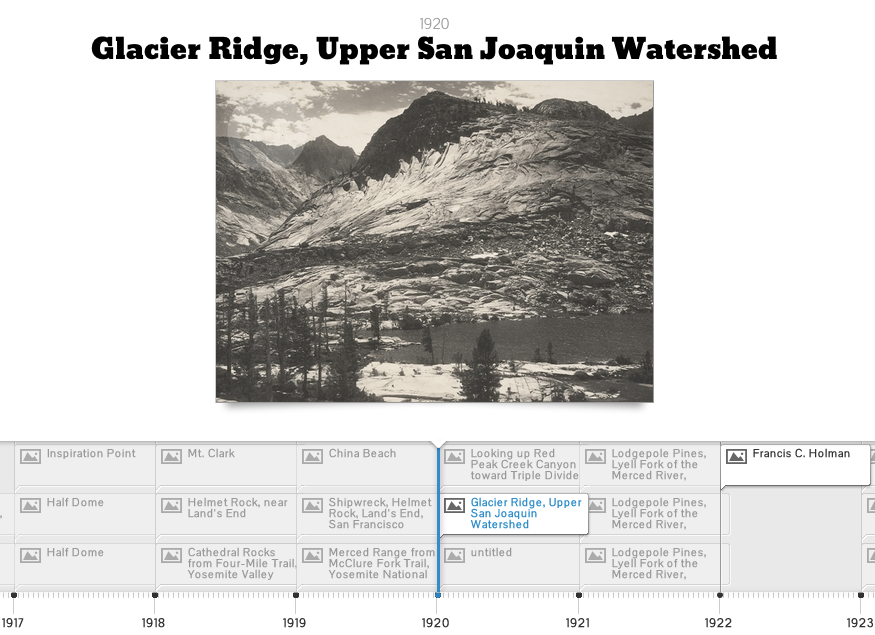 1920
Glacier Ridge, Upper San Joaquin Watershed
Inspiration Point
Mt. Clark
China Beach
Looking up Red
Peak Creek Canyon
toward Triple Divide
Lodgepole Pines,
Lyell Fork of the
Merced River,
Francis C. Holman
Half Dome
Helmet Rock, near
Land's End
Shipwreck, Helmet
Rock, Land's End,
San Francisco
Glacier Ridge, Upper
San Joaquin
Watershed
Lodgepole Pines,
Lyell Fork of the
Merced River,
Half Dome
Cathedral Rocks
from Four-Mile Trail,
Yosemite Valley
Merced Range from
McClure Fork Trail,
Yosemite National
untitled
Lodgepole Pines,
Lyell Fork of the
Merced River,
1917 1918 1919 1920 1921 1922 1923